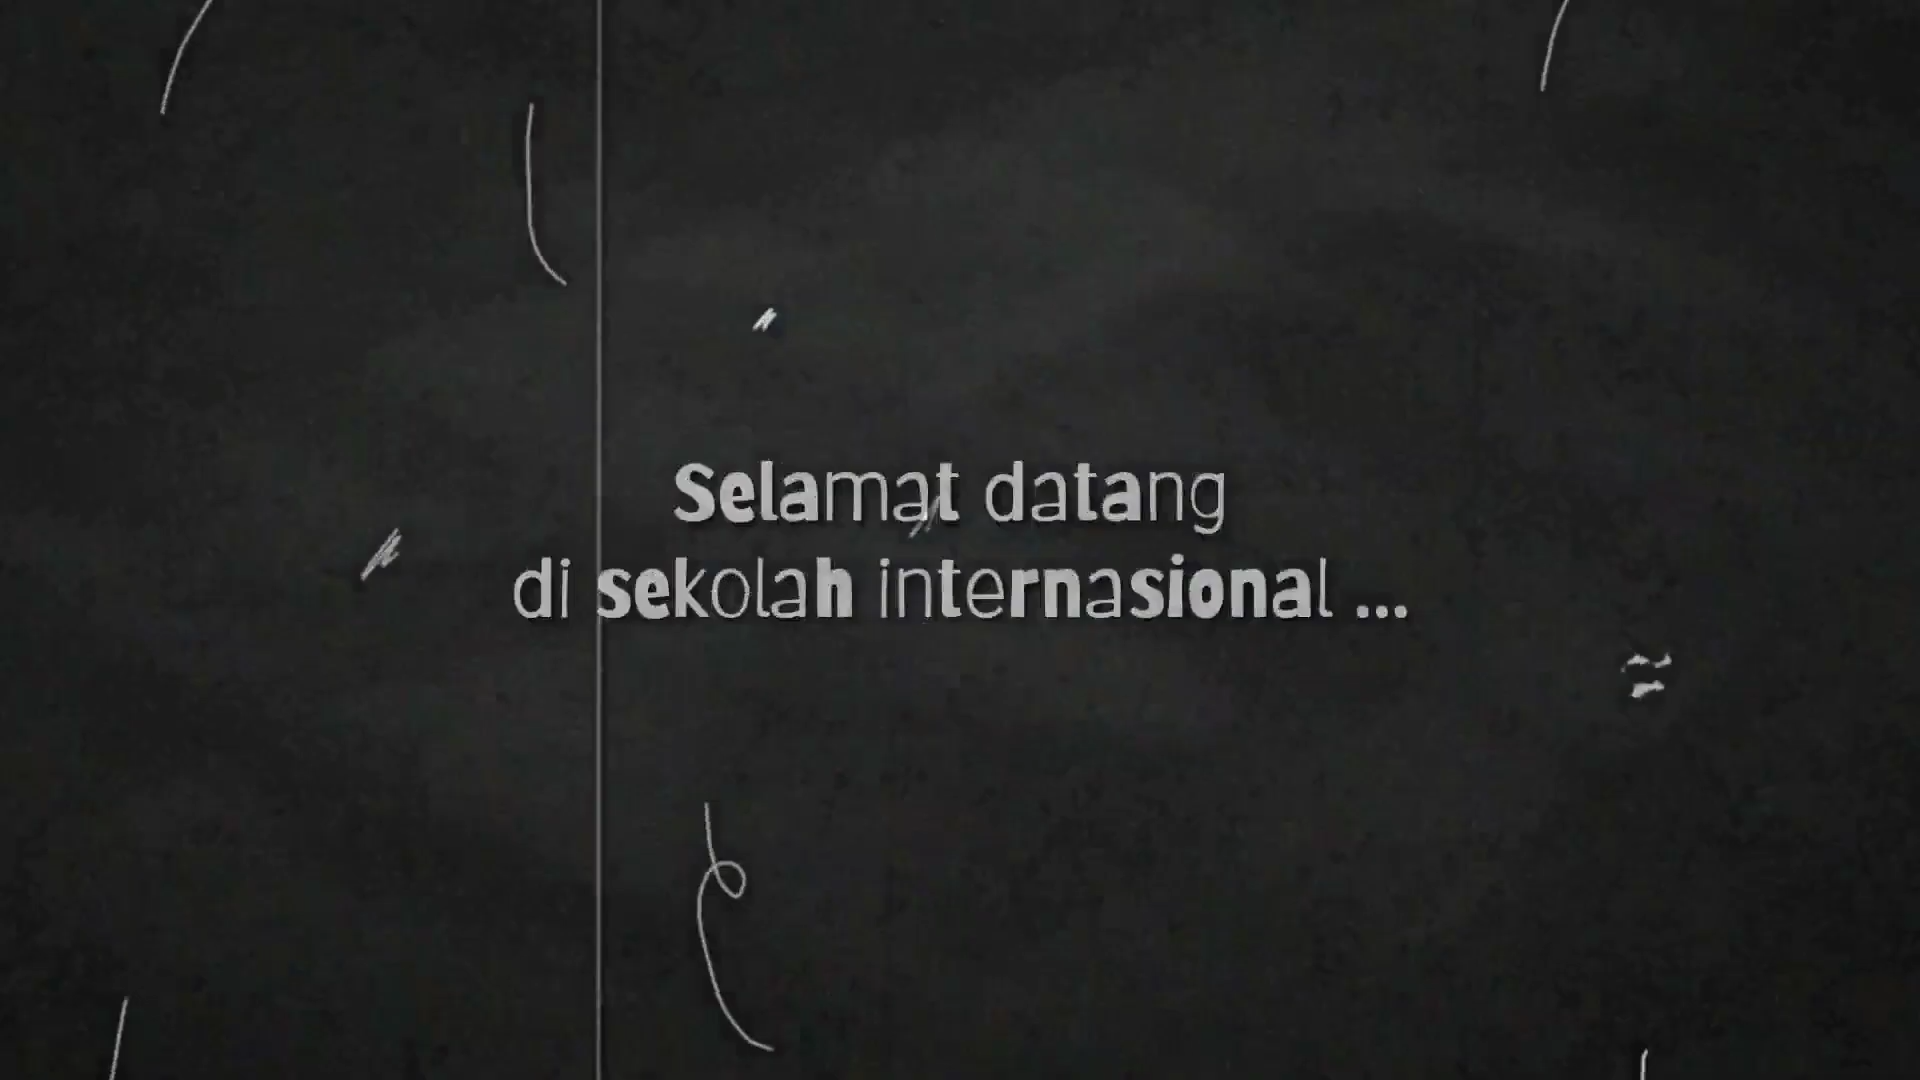 Selamat datang
di sekolah internasional ...